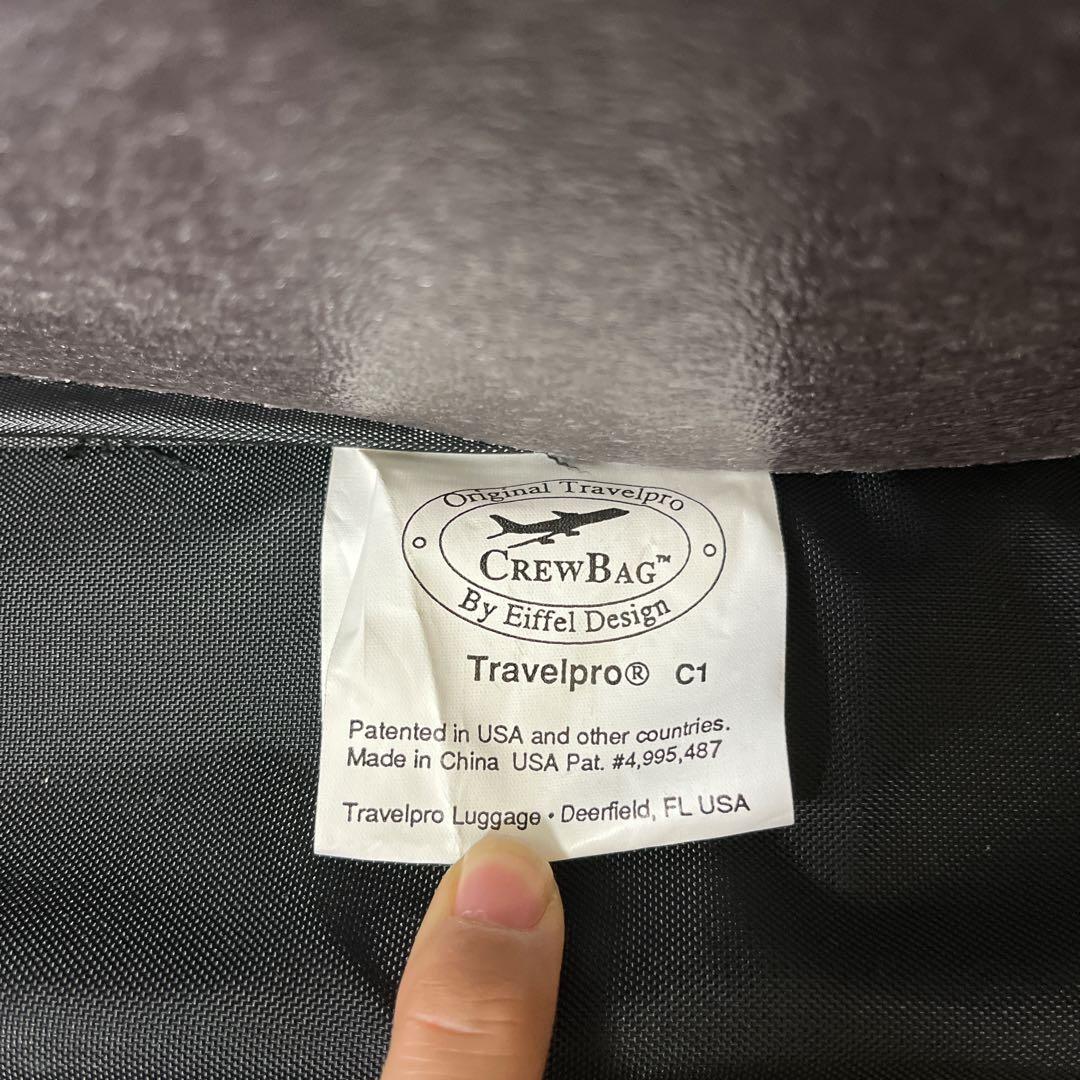 Original Travelpro
CREWBAG™
By Eiffel Design
Travelpro® C1
Patented in USA and other countries.
Made in China USA Pat. #4,995,487
Travelpro Luggage • Deerfield, FL USA